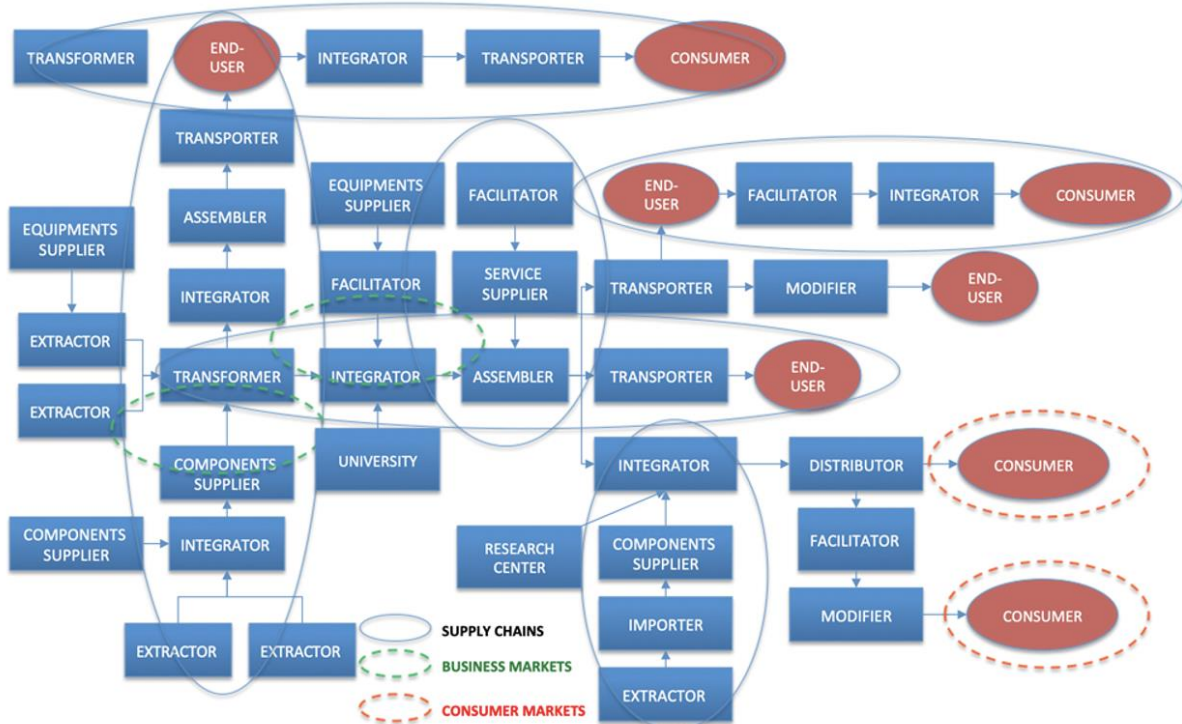 TRANSFORMER
END-
USER
INTEGRATOR
TRANSPORTER
CONSUMER
TRANSPORTER
EQUIPMENTS
SUPPLIER
FACILITATOR
END-
USER
FACILITATOR
INTEGRATOR
CONSUMER
ASSEMBLER
EQUIPMENTS
SUPPLIER
INTEGRATOR
FACILITATOR
SERVICE
SUPPLIER
TRANSPORTER
MODIFIER
END-
USER
EXTRACTOR
TRANSFORMER
INTEGRATOR
ASSEMBLER
TRANSPORTER
END-
USER
EXTRACTOR
COMPONENTS
SUPPLIER
UNIVERSITY
INTEGRATOR
DISTRIBUTOR
CONSUMER
COMPONENTS
SUPPLIER
INTEGRATOR
RESEARCH
CENTER
COMPONENTS
SUPPLIER
FACILITATOR
IMPORTER
MODIFIER
CONSUMER
EXTRACTOR
EXTRACTOR
EXTRACTOR
SUPPLY CHAINS
BUSINESS MARKETS
CONSUMER MARKETS